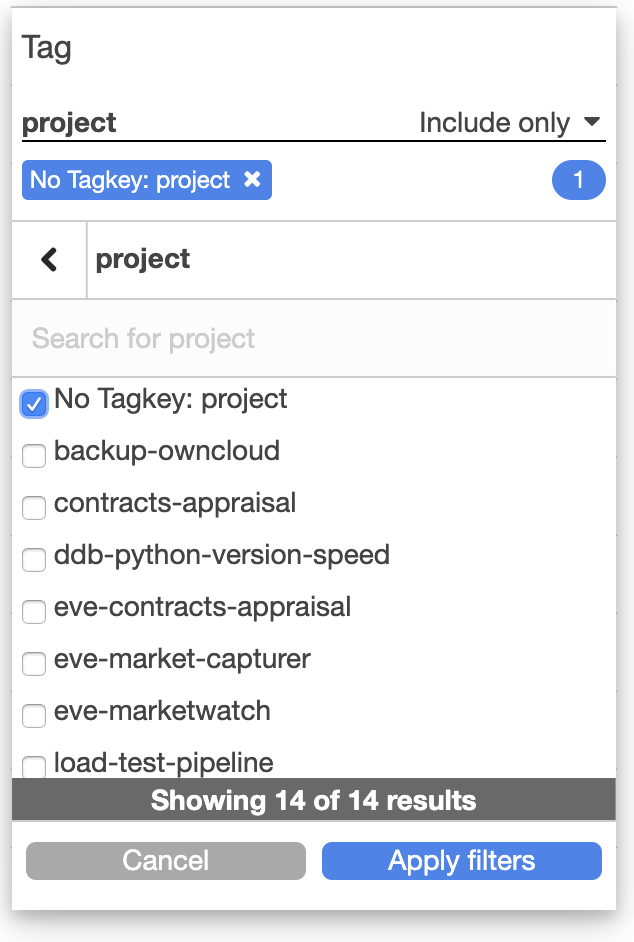 Tag
project Include only
No Tagkey: project × 1
project
Search for project
No Tagkey: project
backup-owncloud
contracts-appraisal
ddb-python-version-speed
eve-contracts-appraisal
eve-market-capturer
eve-marketwatch
load-test-pipeline
Showing 14 of 14 results
Cancel Apply filters